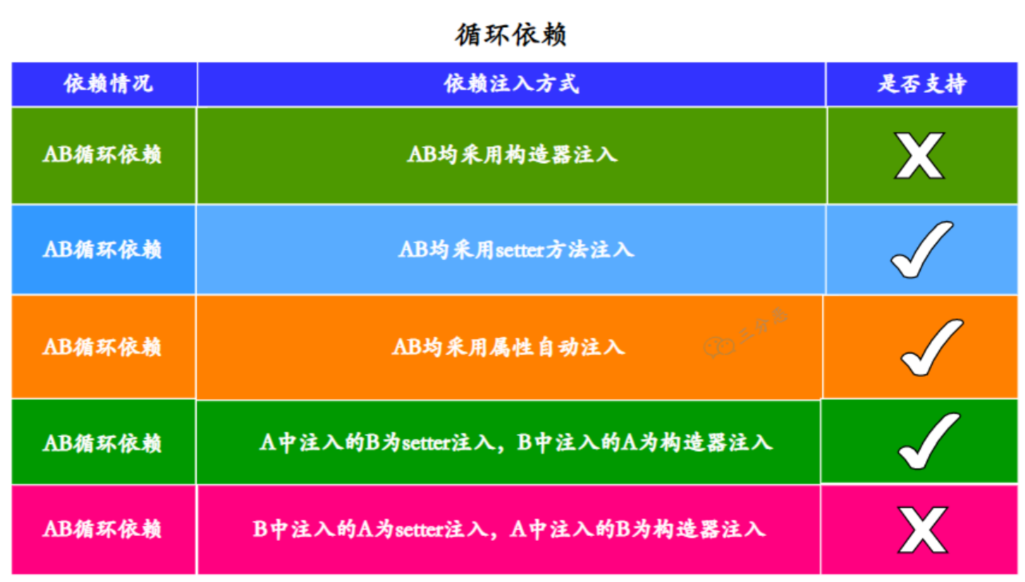 循环依赖
依赖情况 依赖注入方式 是否支持
AB循环依赖 AB均采用构造器注入
AB循环依赖 AB均采用setter方法注入
AB循环依赖 AB均采用属性自动注入
三分恶
AB循环依赖 A中注入的B为setter注入，B中注入的A为构造器注入
AB循环依赖 B中注入的A为setter注入，A中注入的B为构造器注入